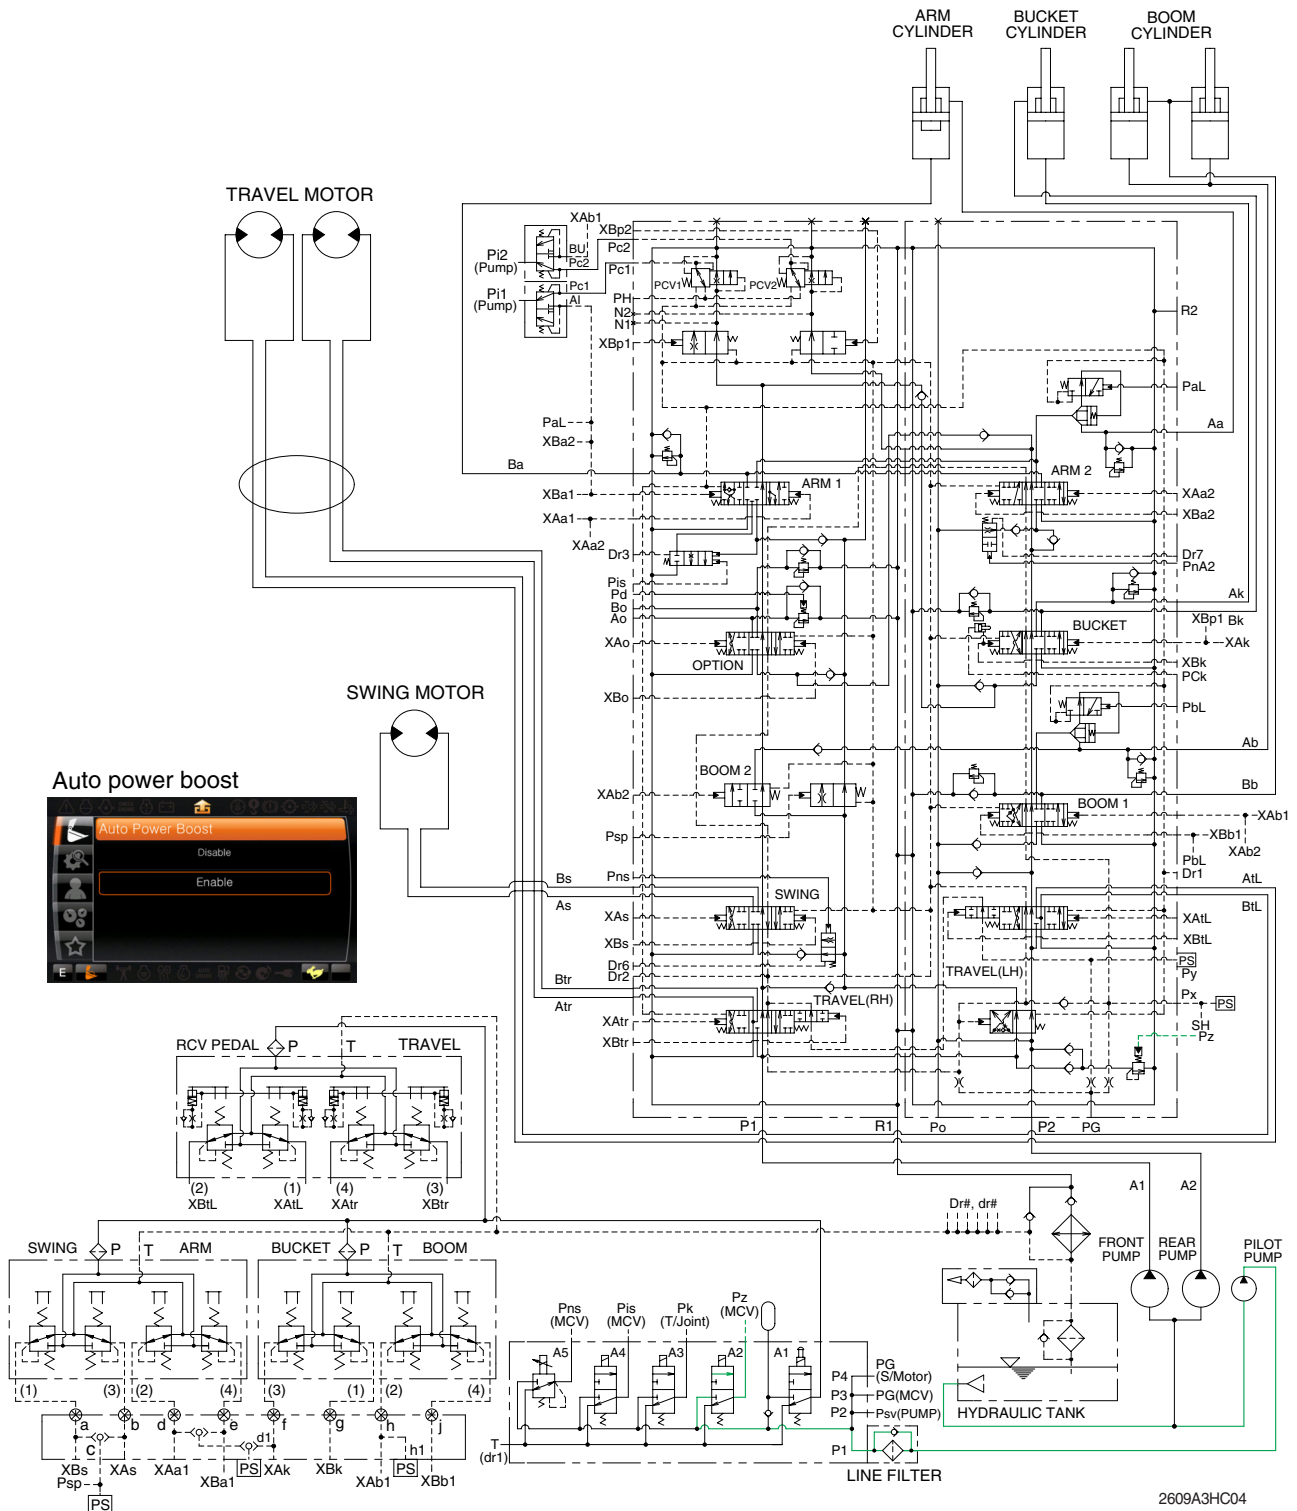 ARM
CYLINDER
BUCKET
CYLINDER
BOOM
CYLINDER
TRAVEL MOTOR
XAb1
XBp2
Pc2
Pc1
Pi2
(Pump)
BU
Pc2
Pi1
(Pump)
Pc1
AI
PCV1
PCV2
PH
N2
N1
XBp1
R2
PaL
Aa
PaL
XBa2
Ba
ARM 1
ARM 2
XBa1
XAa1
XAa2
XAa2
XBa2
Dr3
Pis
Pd
Bo
Ao
Dr7
PnA2
Ak
XBp1
Bk
BUCKET
XAo
OPTION
XAk
XBk
PCk
XBo
SWING MOTOR
PbL
Ab
BOOM 2
Bb
XAb2
BOOM 1
XAb1
Psp
XBb1
XAb2
PbL
Dr1
Auto power boost
Auto Power Boost
Disable
Enable
E
Bs
Pns
As
SWING
AtL
BtL
XAs
XAtL
XBs
XBtL
Dr6
Dr2
PS
Py
TRAVEL(LH)
Btr
TRAVEL(RH)
Px
PS
Atr
XAtr
SH
Pz
XBtr
RCV PEDAL
P
T
TRAVEL
P1
R1
Po
P2
PG
(2)
(1)
(4)
(3)
XBtL
XAtL
XAtr
XBtr
A1
A2
Dr#, dr#
SWING
P
T
ARM
BUCKET
P
T
BOOM
FRONT
PUMP
REAR
PUMP
PILOT
PUMP
Pns
(MCV)
Pis
(MCV)
Pk
(T/Joint)
Pz
(MCV)
A5
A4
A3
A2
A1
P4
PG
(S/Motor)
P3
PG(MCV)
P2
Psv(PUMP)
HYDRAULIC TANK
(1)
(3)
(2)
(4)
(3)
(1)
(2)
(4)
a
b
d
e
f
g
h
j
c
d1
h1
T
(dr1)
P1
LINE FILTER
XBs
XAs
XAa1
XBa1
PS
XAk
XBk
XAb1
PS
XBb1
Psp
PS
2609A3HC04